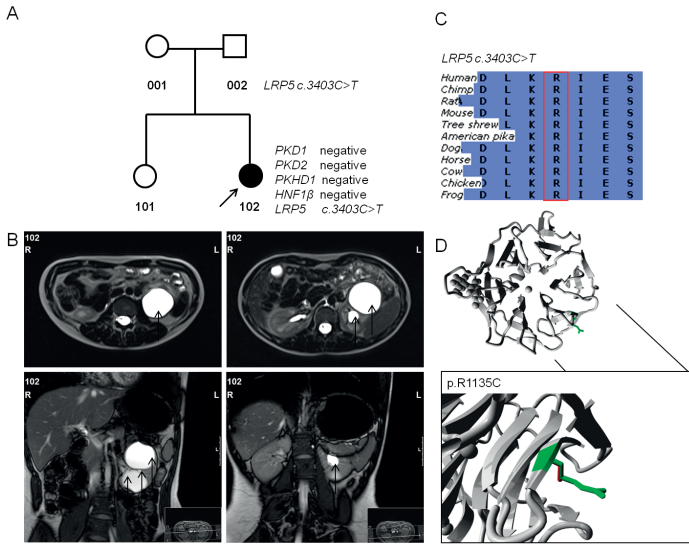 A
001 002 LRP5 c.3403C>T
PKD1 negative
PKD2 negative
PKHD1 negative
HNF1β negative
101 102 LRP5 c.3403C>T
B
102
R L
102
R L
102
R L
102
R L
C
LRP5 c.3403C>T
Human D L K R I E S
Chimp D L K R I E S
Rat D L K R I E S
Mouse D L K R I E S
Tree shrew L K R I E S
American pika K R I E S
Dog D L K R I E S
Horse D L K R I E S
Cow D L K R I E S
Chicken D L K R I E S
Frog D L K R I E S
D
p.R1135C